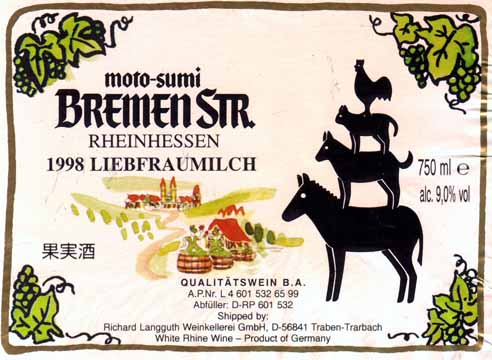 moto-sumi
BREMEN STR.
RHEINHESSEN
1998 LIEBFRAUMILCH
750 ml e
alc. 9,0% vol
果実酒
QUALITÄTSWEIN B.A.
A.P.Nr. L 4 601 532 65 99
Abfüller: D-RP 601 532
Shipped by:
Richard Langguth Weinkellerei GmbH, D-56841 Traben-Trarbach
White Rhine Wine – Product of Germany